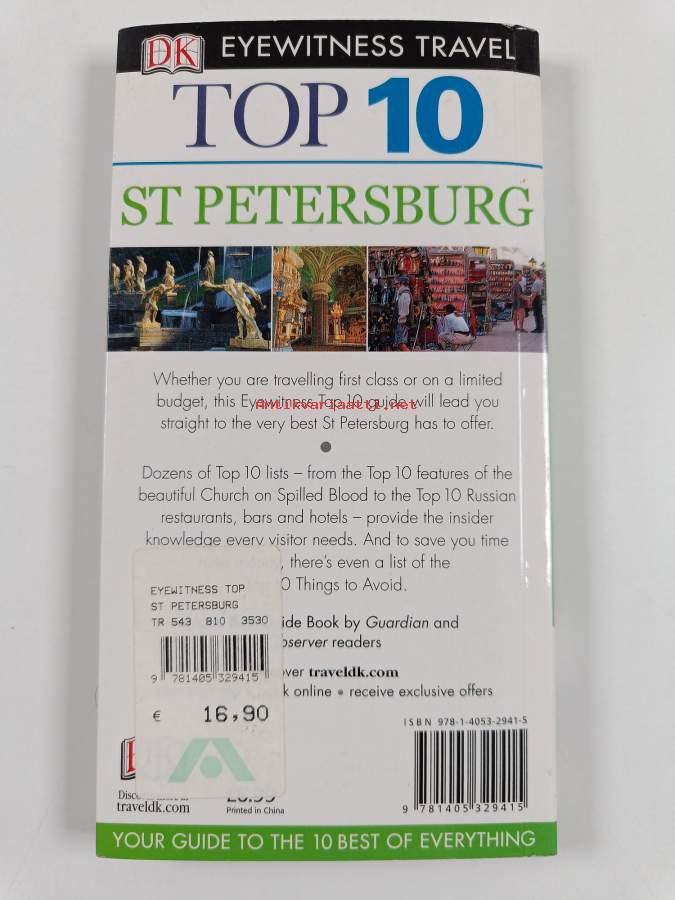 DK EYEWITNESS TRAVEL
TOP 10
ST PETERSBURG
Whether you are travelling first class or on a limited
budget, this Eyewitness Top 10 guide will lead you
Antikvariaatti.net
straight to the very best St Petersburg has to offer.
Dozens of Top 10 lists – from the Top 10 features of the
beautiful Church on Spilled Blood to the Top 10 Russian
restaurants, bars and hotels – provide the insider
knowledge every visitor needs. And to save you time
, there's even a list of the
0 Things to Avoid.
EYEWITNESS TOP
ST PETERSBURG
TR 543 810 3530
9 781405 329415
€ 16,90
ide Book by Guardian and
bserver readers
over traveldk.com
k online • receive exclusive offers
ISBN 978-1-4053-2941-5
9 781405 329415
DK
Disc
traveldk.com
Printed in China
YOUR GUIDE TO THE 10 BEST OF EVERYTHING